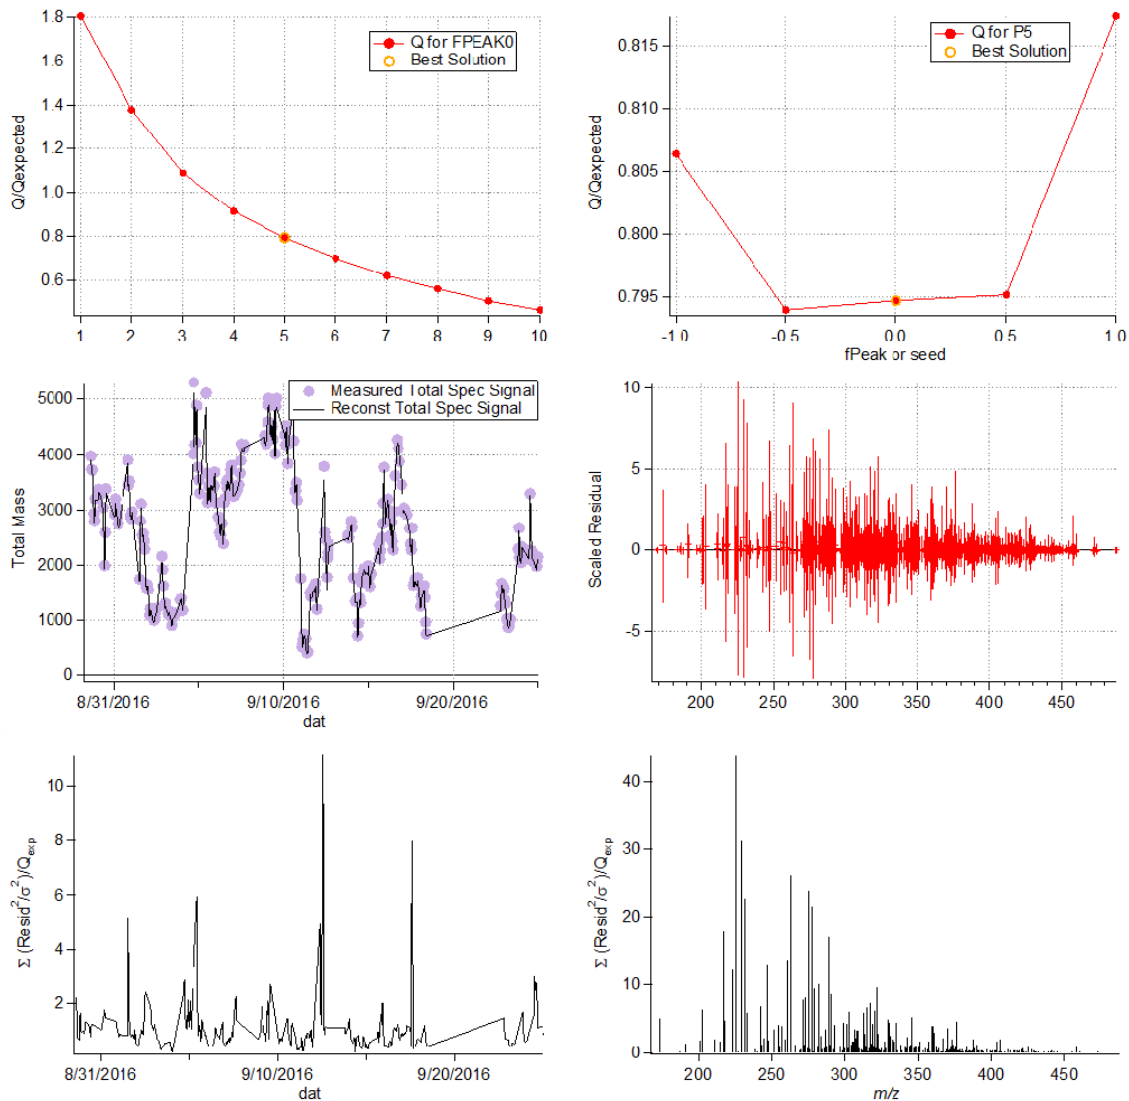 1.8
1.6
1.4
1.2
1.0
0.8
0.6
Q/Qexpected
Q for FPEAK0
Best Solution
1 2 3 4 5 6 7 8 9 10
0.815
0.810
0.805
0.800
0.795
Q/Qexpected
Q for P5
Best Solution
-1.0 -0.5 0.0 0.5 1.0
fPeak or seed
5000
4000
3000
2000
1000
0
Total Mass
Measured Total Spec Signal
Reconst Total Spec Signal
8/31/2016 9/10/2016 9/20/2016
dat
10
5
0
-5
Scaled Residual
200 250 300 350 400 450
10
8
6
4
2
Σ (Resid²/σ²)/Qexp
8/31/2016 9/10/2016 9/20/2016
dat
40
30
20
10
0
Σ (Resid²/σ²)/Qexp
200 250 300 350 400 450
m/z